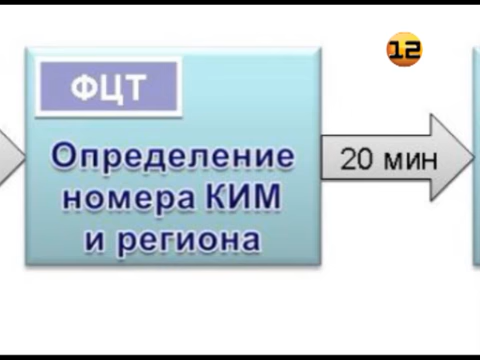 12
ФЦТ
Определение
номера КИМ
и региона
20 мин